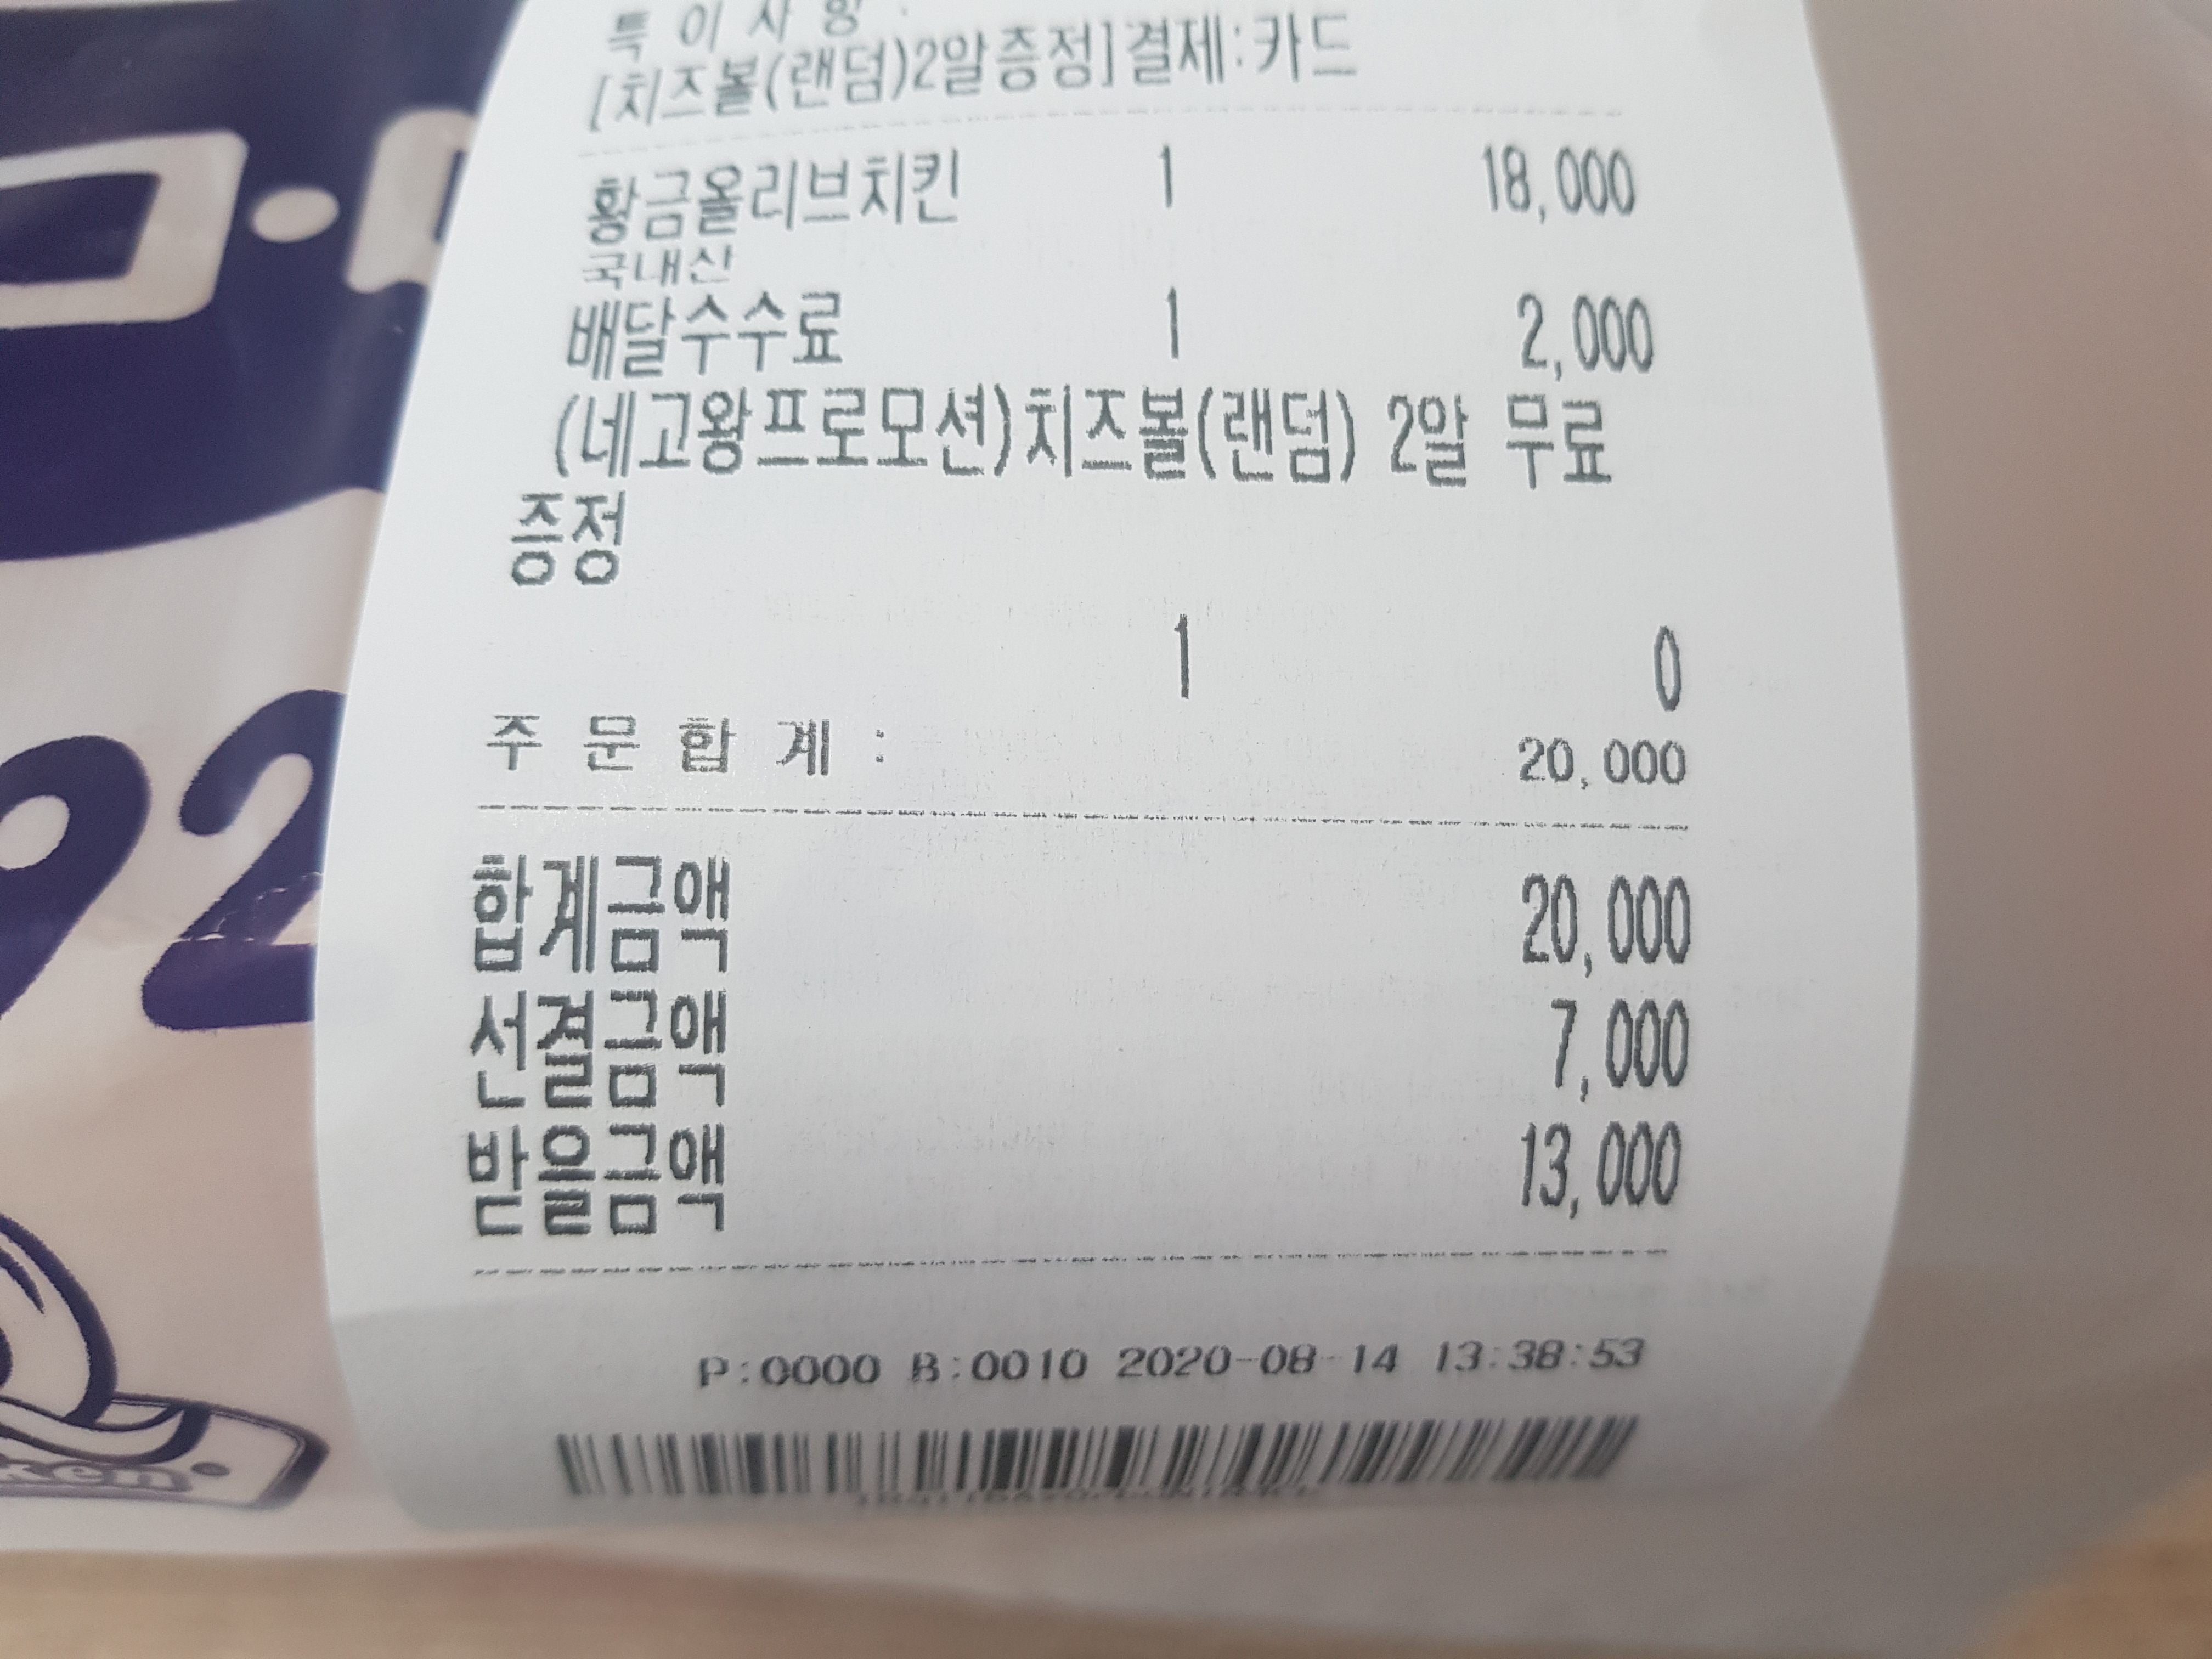 특 이 사 항 :
[치즈볼(랜덤)2알증정]결제:카드
황금올리브치킨 1 18,000
국내산
배달수수료 1 2,000
(네고왕프로모션)치즈볼(랜덤) 2알 무료
증정
1 0
주 문 합 계 : 20,000
합계금액 20,000
선결금액 7,000
받을금액 13,000
P:0000 B:0010 2020-08-14 13:38:53
92
ken